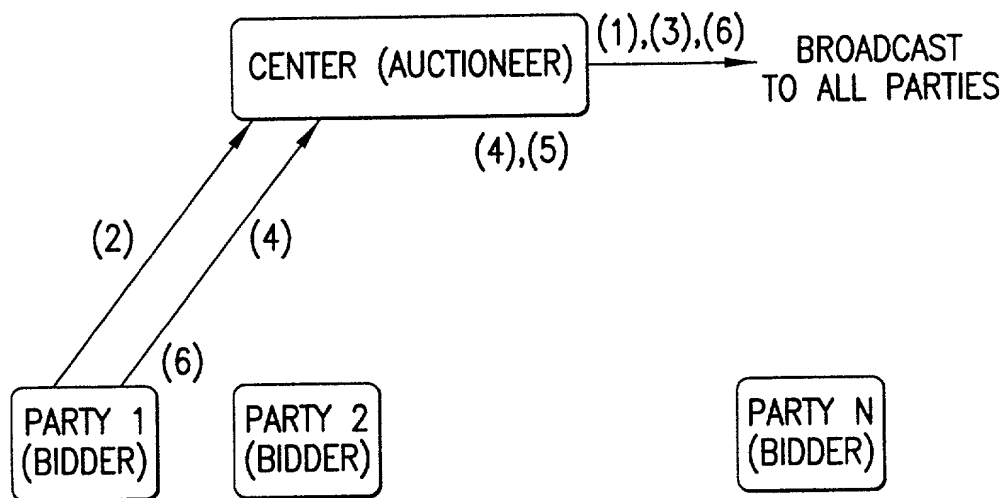 (1),(3),(6)
CENTER (AUCTIONEER)
BROADCAST
TO ALL PARTIES
(4),(5)
(2)
(4)
(6)
PARTY 1
(BIDDER)
PARTY 2
(BIDDER)
PARTY N
(BIDDER)